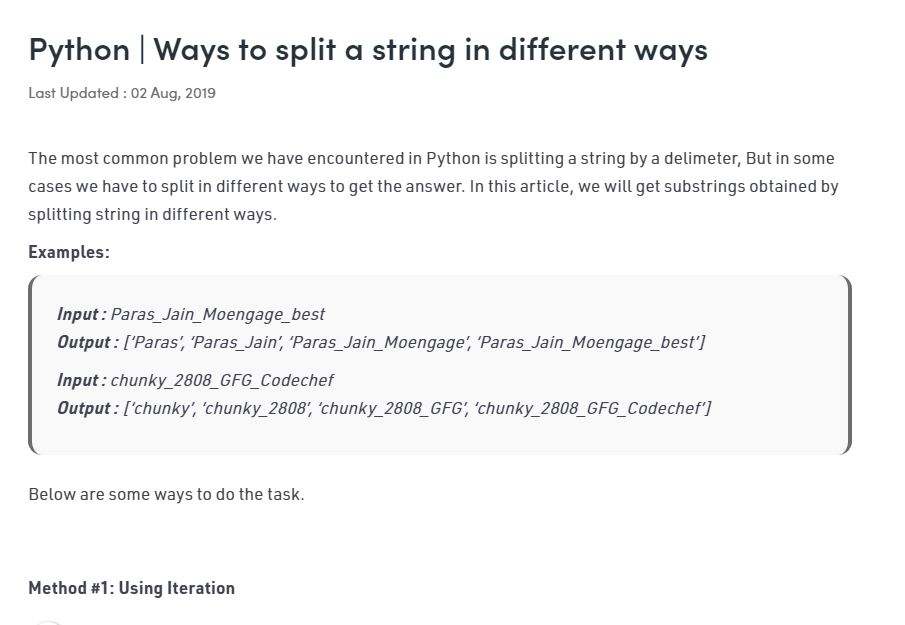 Python | Ways to split a string in different ways
Last Updated : 02 Aug, 2019
The most common problem we have encountered in Python is splitting a string by a delimeter, But in some
cases we have to split in different ways to get the answer. In this article, we will get substrings obtained by
splitting string in different ways.
Examples:
Input : Paras_Jain_Moengage_best
Output : [‘Paras’, ‘Paras_Jain’, ‘Paras_Jain_Moengage’, ‘Paras_Jain_Moengage_best’]
Input : chunky_2808_GFG_Codechef
Output : [‘chunky’, ‘chunky_2808’, ‘chunky_2808_GFG’, ‘chunky_2808_GFG_Codechef’]
Below are some ways to do the task.
Method #1: Using Iteration